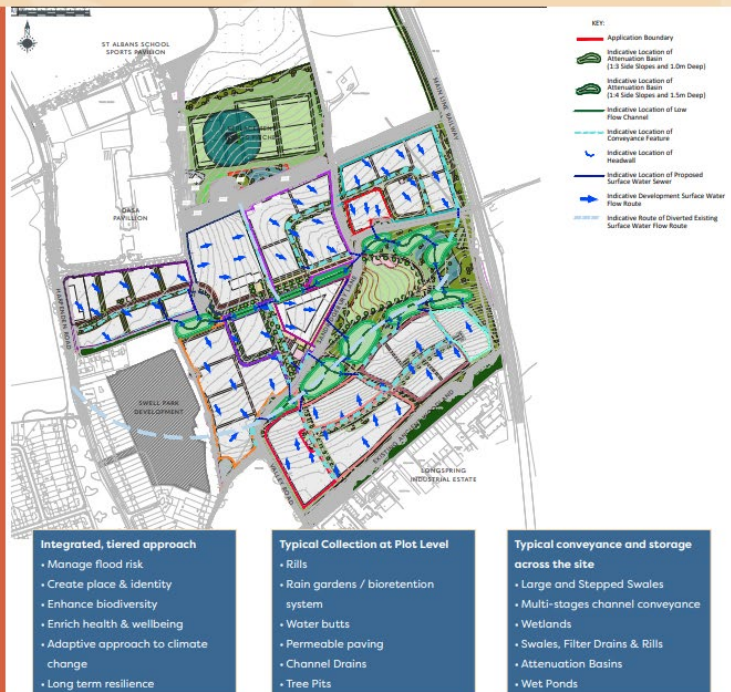 ST ALBANS SCHOOL
SPORTS PAVILION
OASA
PAVILION
HARPENDEN ROAD
SWELL PARK
DEVELOPMENT
VALLEY ROAD
LONGSPRING
INDUSTRIAL ESTATE
MAIN LINE RAILWAY
KEY:
Application Boundary
Indicative Location of
Attenuation Basin
(1:3 Side Slopes and 1.0m Deep)
Indicative Location of
Attenuation Basin
(1:4 Side Slopes and 1.5m Deep)
Indicative Location of Low
Flow Channel
Indicative Location of
Conveyance Feature
Indicative Location of
Headwall
Indicative Location of Proposed
Surface Water Sewer
Indicative Development Surface Water
Flow Route
Indicative Route of Diverted Existing
Surface Water Flow Route
Integrated, tiered approach
• Manage flood risk
• Create place & identity
• Enhance biodiversity
• Enrich health & wellbeing
• Adaptive approach to climate
change
• Long term resilience
Typical Collection at Plot Level
• Rills
• Rain gardens / bioretention
system
• Water butts
• Permeable paving
• Channel Drains
• Tree Pits
Typical conveyance and storage
across the site
• Large and Stepped Swales
• Multi-stages channel conveyance
• Wetlands
• Swales, Filter Drains & Rills
• Attenuation Basins
• Wet Ponds